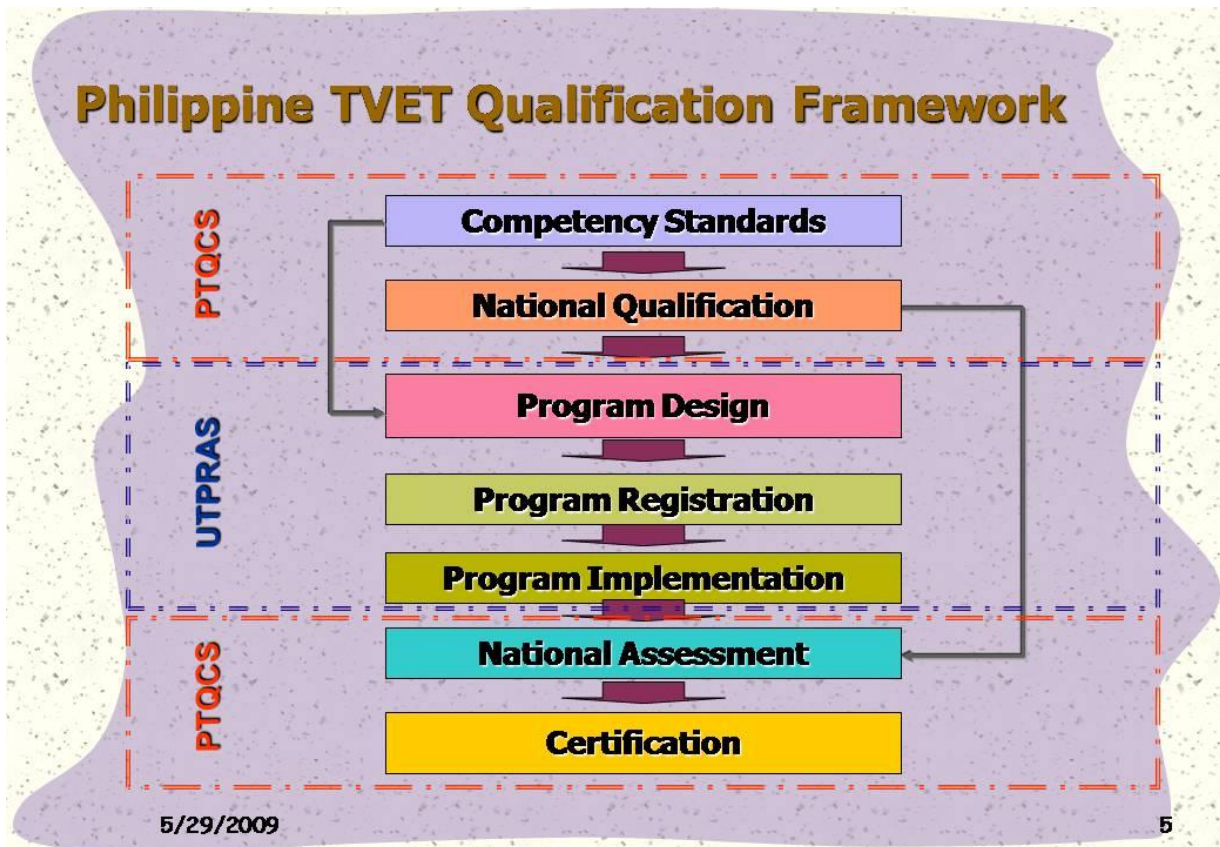 Philippine TVET Qualification Framework
PTQCS
Competency Standards
National Qualification
UTPRAS
Program Design
Program Registration
Program Implementation
PTQCS
National Assessment
Certification
5/29/2009
5